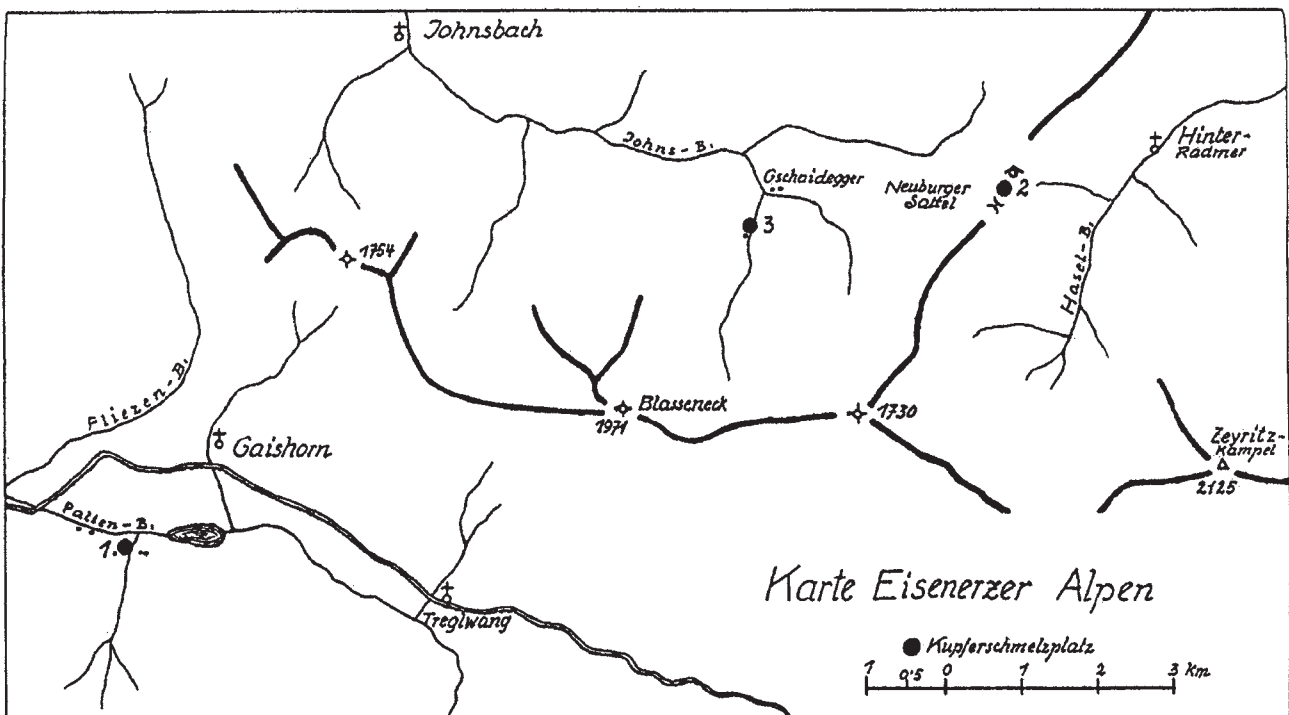 Johnsbach
Johns-B.
Gschaidegger
3
Neuburger
Sattel
2
Hinter-
Radmer
Hasel-B.
1754
Fliezen-B.
Gaishorn
Blasseneck
1971
1730
Zeyritz-
kampel
2125
Palten-B.
1.
Treglwang
Karte Eisenerzer Alpen
Kupferschmelzplatz
1 0·5 0 1 2 3 km